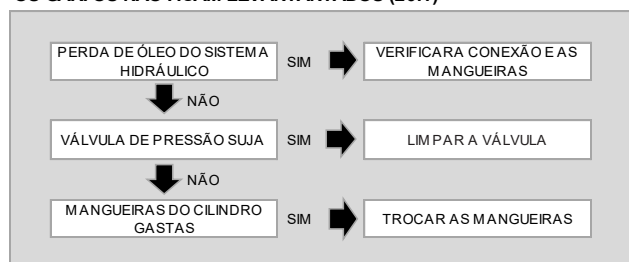 PERDA DE ÓLEO DO SISTEMA
HIDRÁULICO
SIM
VERIFICARA CONEXÃO E AS
MANGUEIRAS
NÃO
VÁLVULA DE PRESSÃO SUJA
SIM
LIMPAR A VÁLVULA
NÃO
MANGUEIRAS DO CILINDRO
GASTAS
SIM
TROCAR AS MANGUEIRAS